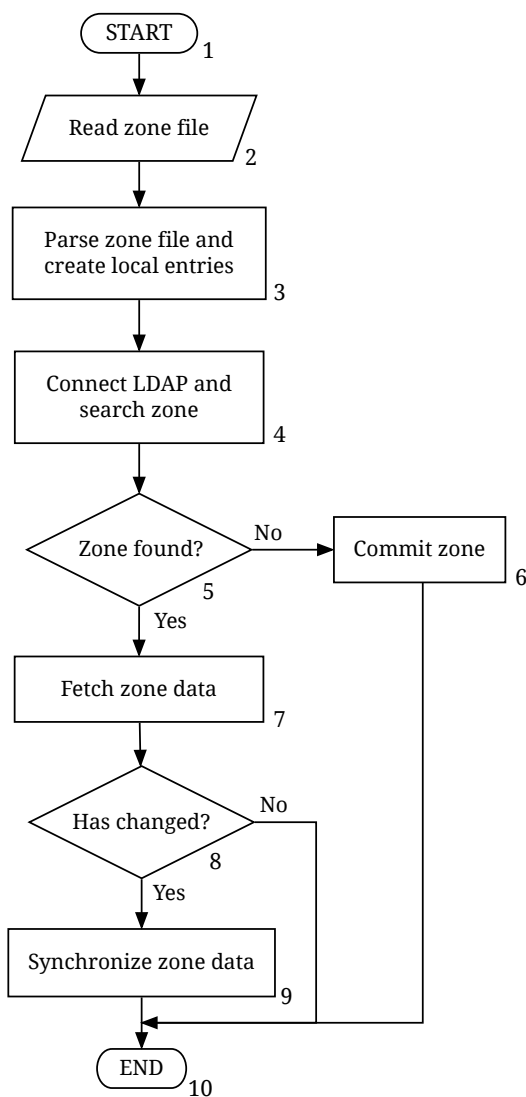 START
1
Read zone file
2
Parse zone file and
create local entries
3
Connect LDAP and
search zone
4
Zone found?
No
5
Yes
Commit zone
6
Fetch zone data
7
Has changed?
No
8
Yes
Synchronize zone data
9
END
10